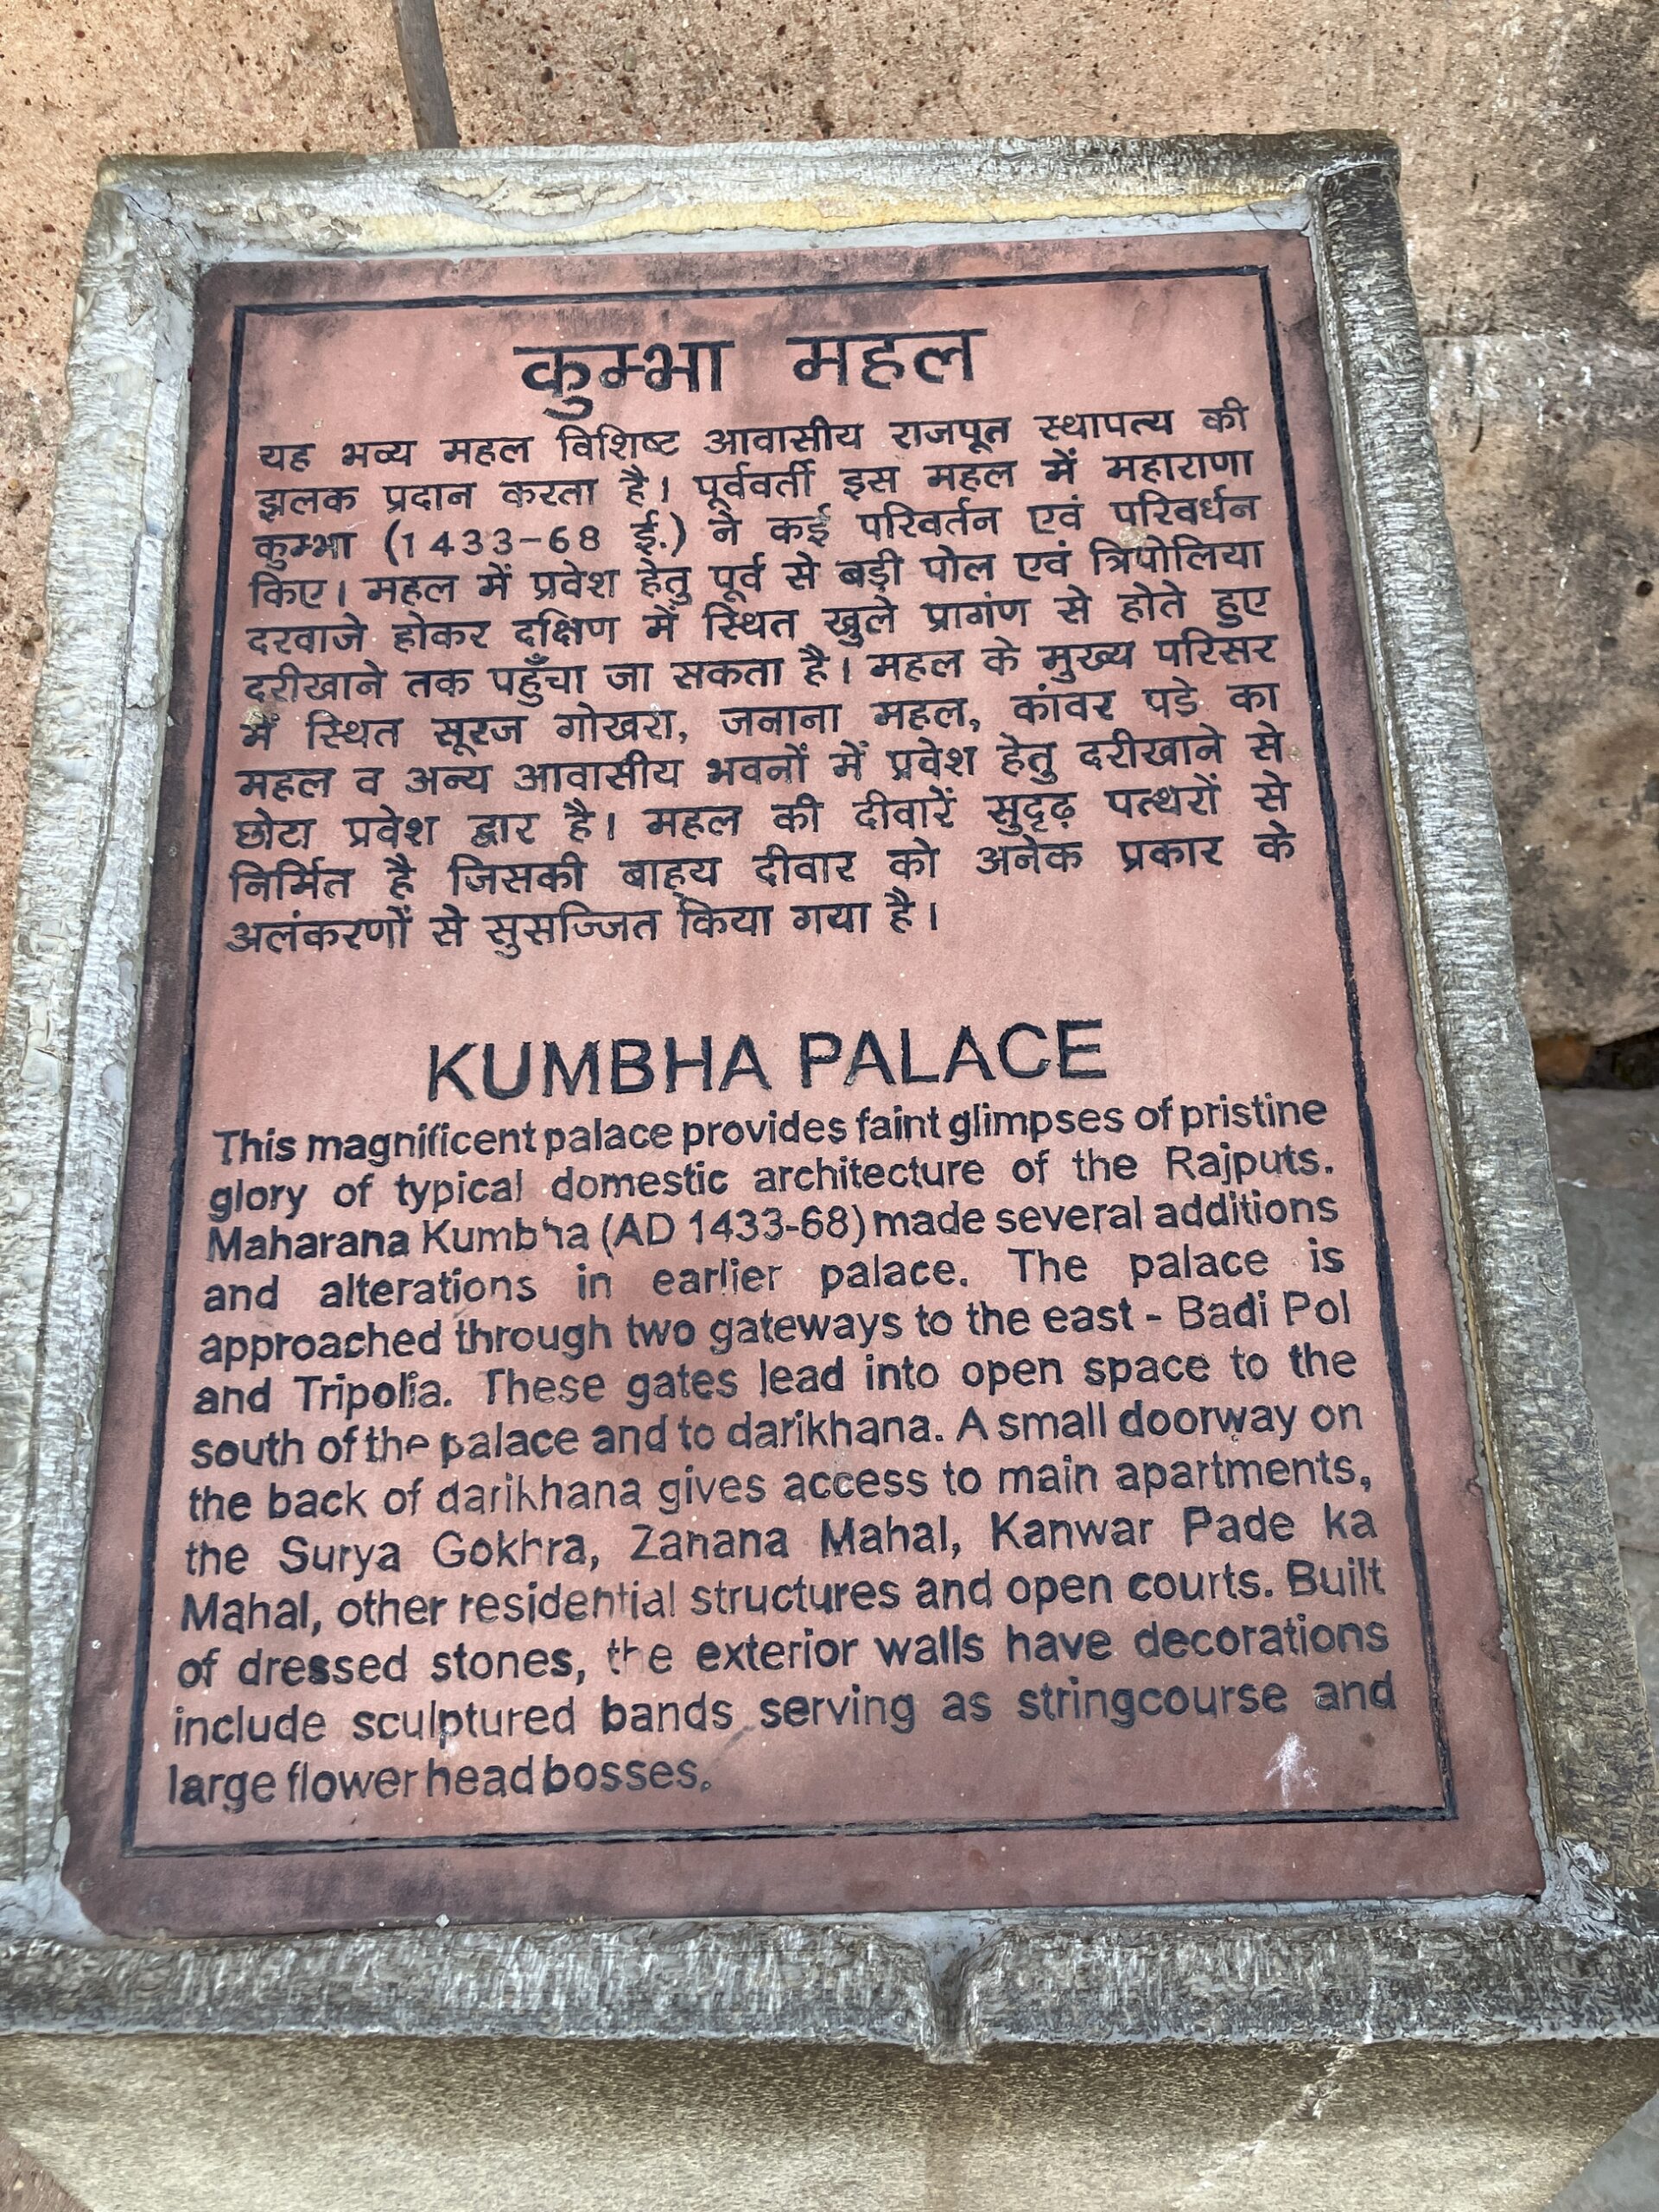 कुम्भा महल
यह भव्य महल विशिष्ट आवासीय राजपूत स्थापत्य की
झलक प्रदान करता है। पूर्ववर्ती इस महल में महाराणा
कुम्भा (1433-68 ई.) ने कई परिवर्तन एवं परिवर्धन
किए। महल में प्रवेश हेतु पूर्व से बड़ी पोल एवं त्रिपोलिया
दरवाजे होकर दक्षिण में स्थित खुले प्रागंण से होते हुए
दरीखाने तक पहुँचा जा सकता है। महल के मुख्य परिसर
में स्थित सूरज गोखरा, जनाना महल, कांवर पडे का
महल व अन्य आवासीय भवनों में प्रवेश हेतु दरीखाने से
छोटा प्रवेश द्वार है। महल की दीवारें सुदृढ़ पत्थरों से
निर्मित है जिसकी बाह्य दीवार को अनेक प्रकार के
अलंकरणों से सुसज्जित किया गया है।
KUMBHA PALACE
This magnificent palace provides faint glimpses of pristine
glory of typical domestic architecture of the Rajputs.
Maharana Kumbha (AD 1433-68) made several additions
and alterations in earlier palace. The palace is
approached through two gateways to the east - Badi Pol
and Tripolia. These gates lead into open space to the
south of the palace and to darikhana. A small doorway on
the back of darikhana gives access to main apartments,
the Surya Gokhra, Zanana Mahal, Kanwar Pade ka
Mahal, other residential structures and open courts. Built
of dressed stones, the exterior walls have decorations
include sculptured bands serving as stringcourse and
large flower head bosses.